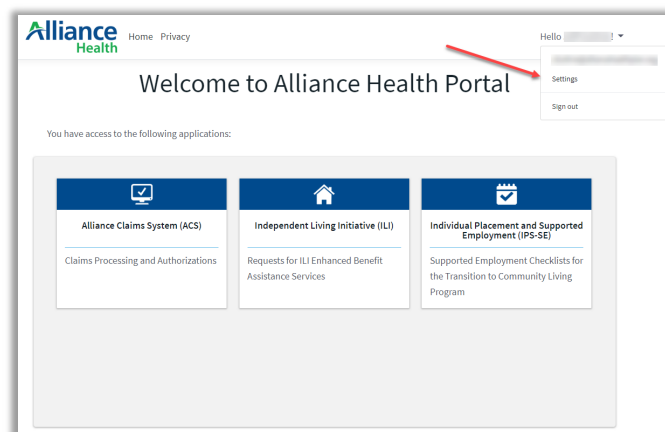 Alliance Health
Home Privacy
Hello ! 
Settings
Sign out
Welcome to Alliance Health Portal
You have access to the following applications:
Alliance Claims System (ACS)
Claims Processing and Authorizations
Independent Living Initiative (ILI)
Requests for ILI Enhanced Benefit
Assistance Services
Individual Placement and Supported
Employment (IPS-SE)
Supported Employment Checklists for
the Transition to Community Living
Program